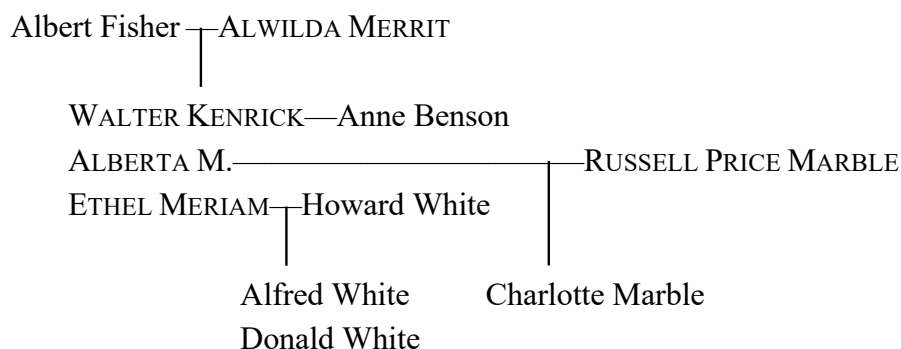 Albert Fisher—ALWILDA MERRIT
WALTER KENRICK—Anne Benson
ALBERTA M.—RUSSELL PRICE MARBLE
ETHEL MERIAM—Howard White
Alfred White Charlotte Marble
Donald White